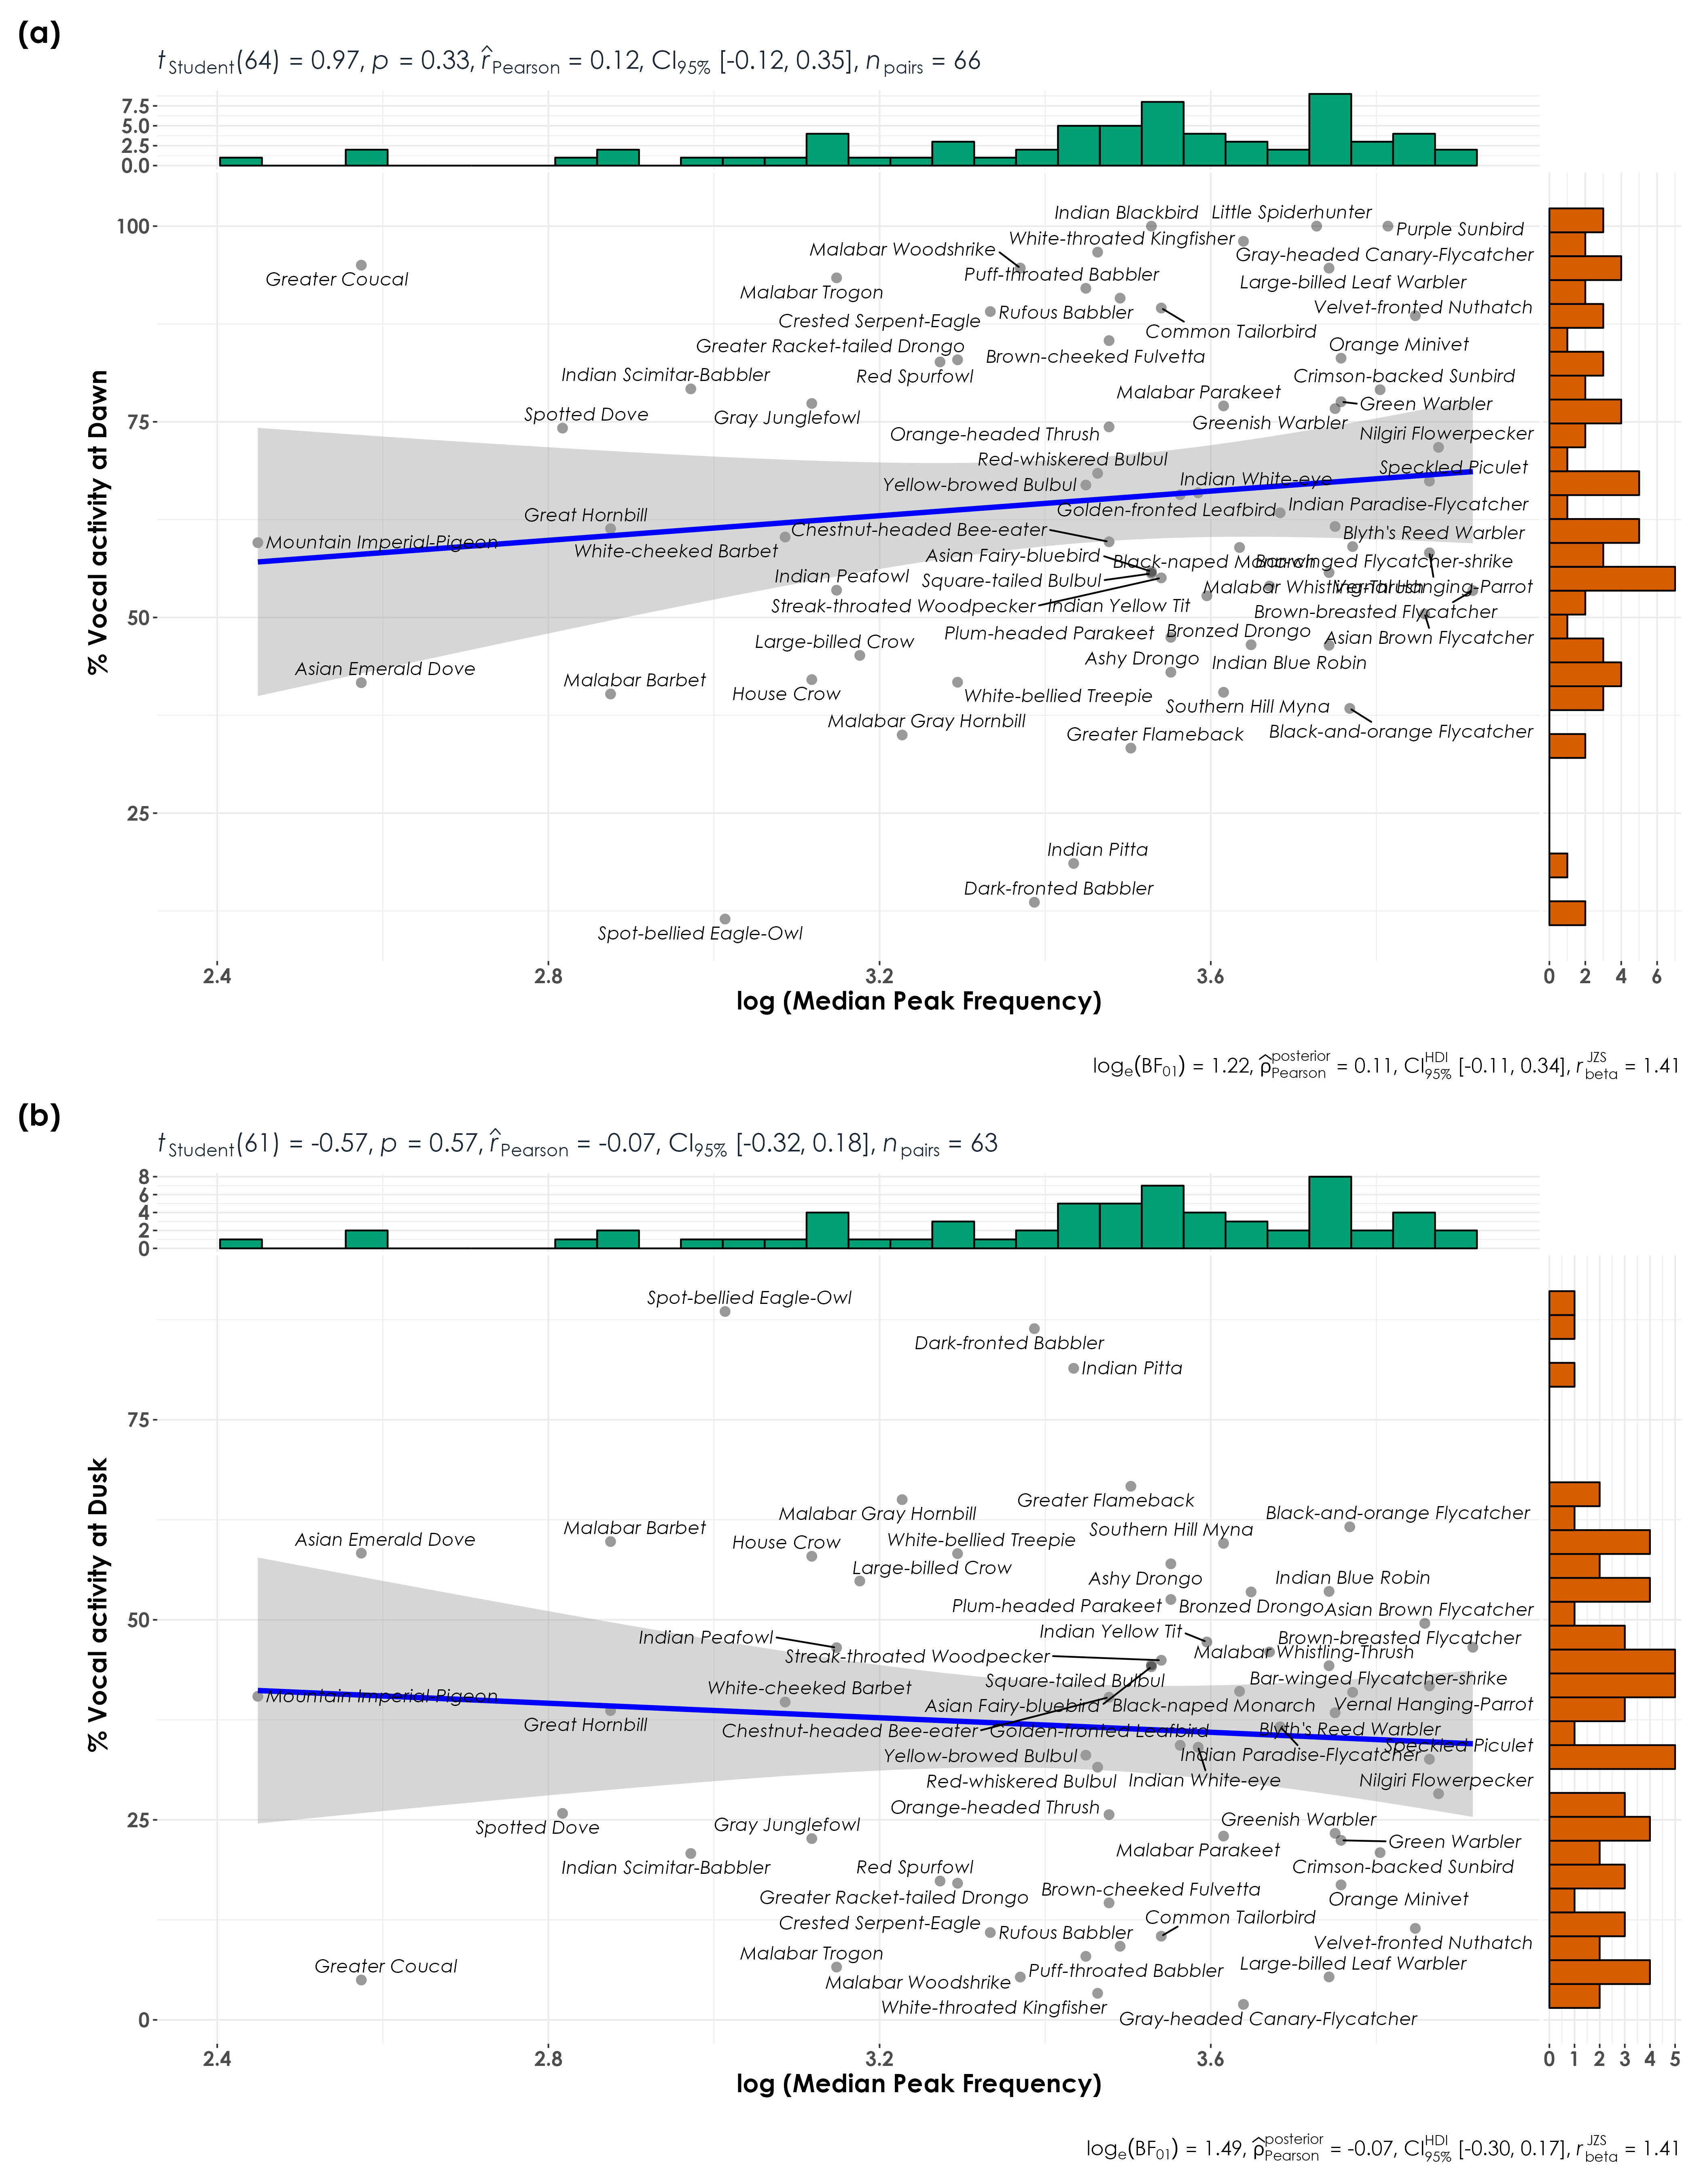 (a)
t Student(64) = 0.97, p = 0.33, r̂ Pearson = 0.12, CI95% [-0.12, 0.35], n pairs = 66
7.5
5.0
2.5
0.0
% Vocal activity at Dawn
100
75
50
25
Indian Blackbird
Little Spiderhunter
Purple Sunbird
White-throated Kingfisher
Malabar Woodshrike
Gray-headed Canary-Flycatcher
Greater Coucal
Puff-throated Babbler
Large-billed Leaf Warbler
Malabar Trogon
Velvet-fronted Nuthatch
Crested Serpent-Eagle
Rufous Babbler
Common Tailorbird
Greater Racket-tailed Drongo
Brown-cheeked Fulvetta
Orange Minivet
Indian Scimitar-Babbler
Red Spurfowl
Crimson-backed Sunbird
Malabar Parakeet
Green Warbler
Spotted Dove
Gray Junglefowl
Greenish Warbler
Orange-headed Thrush
Nilgiri Flowerpecker
Red-whiskered Bulbul
Speckled Piculet
Yellow-browed Bulbul
Indian White-eye
Great Hornbill
Golden-fronted Leafbird
Indian Paradise-Flycatcher
Chestnut-headed Bee-eater
Blyth's Reed Warbler
Mountain Imperial-Pigeon
White-cheeked Barbet
Asian Fairy-bluebird
Black-naped Monarch
Bar-winged Flycatcher-shrike
Indian Peafowl
Square-tailed Bulbul
Malabar Whistling-Thrush
Vernal Hanging-Parrot
Streak-throated Woodpecker
Indian Yellow Tit
Brown-breasted Flycatcher
Large-billed Crow
Plum-headed Parakeet
Bronzed Drongo
Asian Brown Flycatcher
Asian Emerald Dove
Ashy Drongo
Indian Blue Robin
Malabar Barbet
House Crow
White-bellied Treepie
Southern Hill Myna
Malabar Gray Hornbill
Greater Flameback
Black-and-orange Flycatcher
Indian Pitta
Dark-fronted Babbler
Spot-bellied Eagle-Owl
2.4 2.8 3.2 3.6
0 2 4 6
log (Median Peak Frequency)
loge(BF01) = 1.22, ρ̂ posterior Pearson = 0.11, CI HDI 95% [-0.11, 0.34], r JZS beta = 1.41
(b)
t Student(61) = -0.57, p = 0.57, r̂ Pearson = -0.07, CI95% [-0.32, 0.18], n pairs = 63
8
6
4
2
0
% Vocal activity at Dusk
75
50
25
0
Spot-bellied Eagle-Owl
Dark-fronted Babbler
Indian Pitta
Greater Flameback
Malabar Gray Hornbill
Black-and-orange Flycatcher
Malabar Barbet
Southern Hill Myna
Asian Emerald Dove
House Crow
White-bellied Treepie
Large-billed Crow
Ashy Drongo
Indian Blue Robin
Plum-headed Parakeet
Bronzed Drongo
Asian Brown Flycatcher
Indian Peafowl
Indian Yellow Tit
Brown-breasted Flycatcher
Streak-throated Woodpecker
Malabar Whistling-Thrush
Square-tailed Bulbul
Bar-winged Flycatcher-shrike
Mountain Imperial-Pigeon
White-cheeked Barbet
Asian Fairy-bluebird
Black-naped Monarch
Vernal Hanging-Parrot
Great Hornbill
Chestnut-headed Bee-eater
Golden-fronted Leafbird
Blyth's Reed Warbler
Speckled Piculet
Yellow-browed Bulbul
Indian Paradise-Flycatcher
Red-whiskered Bulbul
Indian White-eye
Nilgiri Flowerpecker
Orange-headed Thrush
Spotted Dove
Gray Junglefowl
Greenish Warbler
Green Warbler
Malabar Parakeet
Indian Scimitar-Babbler
Red Spurfowl
Crimson-backed Sunbird
Greater Racket-tailed Drongo
Brown-cheeked Fulvetta
Orange Minivet
Crested Serpent-Eagle
Rufous Babbler
Common Tailorbird
Velvet-fronted Nuthatch
Malabar Trogon
Greater Coucal
Puff-throated Babbler
Large-billed Leaf Warbler
Malabar Woodshrike
White-throated Kingfisher
Gray-headed Canary-Flycatcher
2.4 2.8 3.2 3.6
0 1 2 3 4 5
log (Median Peak Frequency)
loge(BF01) = 1.49, ρ̂ posterior Pearson = -0.07, CI HDI 95% [-0.30, 0.17], r JZS beta = 1.41